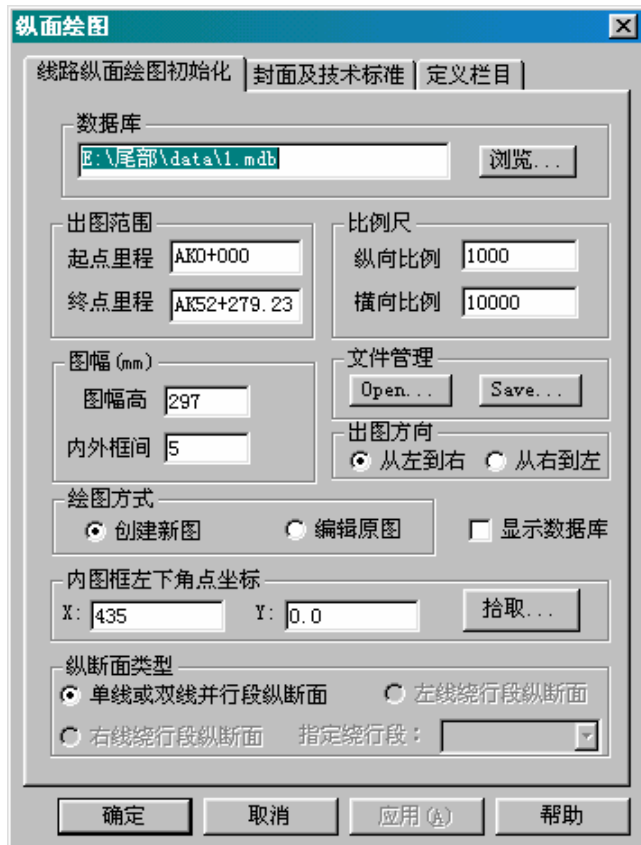 纵面绘图
线路纵面绘图初始化 封面及技术标准 定义栏目
数据库
E:\尾部\data\1.mdb 浏览...
出图范围
起点里程 AK0+000
终点里程 AK52+279.23
比例尺
纵向比例 1000
横向比例 10000
图幅(mm)
图幅高 297
内外框间 5
文件管理
Open... Save...
出图方向
从左到右 从右到左
绘图方式
创建新图 编辑原图 显示数据库
内图框左下角点坐标
X: 435 Y: 0.0 拾取...
纵断面类型
单线或双线并行段纵断面 左线绕行段纵断面
右线绕行段纵断面 指定绕行段:
确定 取消 应用(A) 帮助